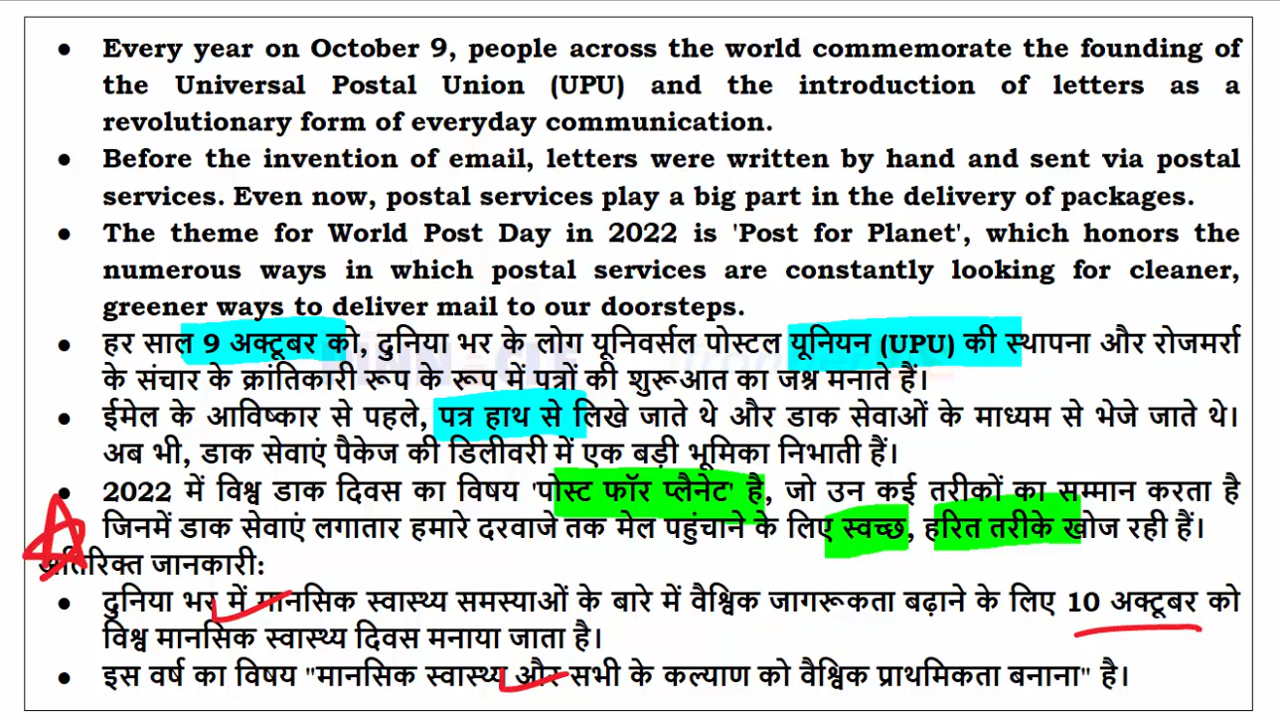 ● Every year on October 9, people across the world commemorate the founding of
the Universal Postal Union (UPU) and the introduction of letters as a
revolutionary form of everyday communication.
● Before the invention of email, letters were written by hand and sent via postal
services. Even now, postal services play a big part in the delivery of packages.
● The theme for World Post Day in 2022 is 'Post for Planet', which honors the
numerous ways in which postal services are constantly looking for cleaner,
greener ways to deliver mail to our doorsteps.
● हर साल 9 अक्टूबर को, दुनिया भर के लोग यूनिवर्सल पोस्टल यूनियन (UPU) की स्थापना और रोजमर्रा
के संचार के क्रांतिकारी रूप के रूप में पत्रों की शुरूआत का जश्न मनाते हैं।
● ईमेल के आविष्कार से पहले, पत्र हाथ से लिखे जाते थे और डाक सेवाओं के माध्यम से भेजे जाते थे।
अब भी, डाक सेवाएं पैकेज की डिलीवरी में एक बड़ी भूमिका निभाती हैं।
● 2022 में विश्व डाक दिवस का विषय 'पोस्ट फॉर प्लैनेट' है, जो उन कई तरीकों का सम्मान करता है
जिनमें डाक सेवाएं लगातार हमारे दरवाजे तक मेल पहुंचाने के लिए स्वच्छ, हरित तरीके खोज रही हैं।
अतिरिक्त जानकारी:
● दुनिया भर में मानसिक स्वास्थ्य समस्याओं के बारे में वैश्विक जागरूकता बढ़ाने के लिए 10 अक्टूबर को
विश्व मानसिक स्वास्थ्य दिवस मनाया जाता है।
● इस वर्ष का विषय "मानसिक स्वास्थ्य और सभी के कल्याण को वैश्विक प्राथमिकता बनाना" है।